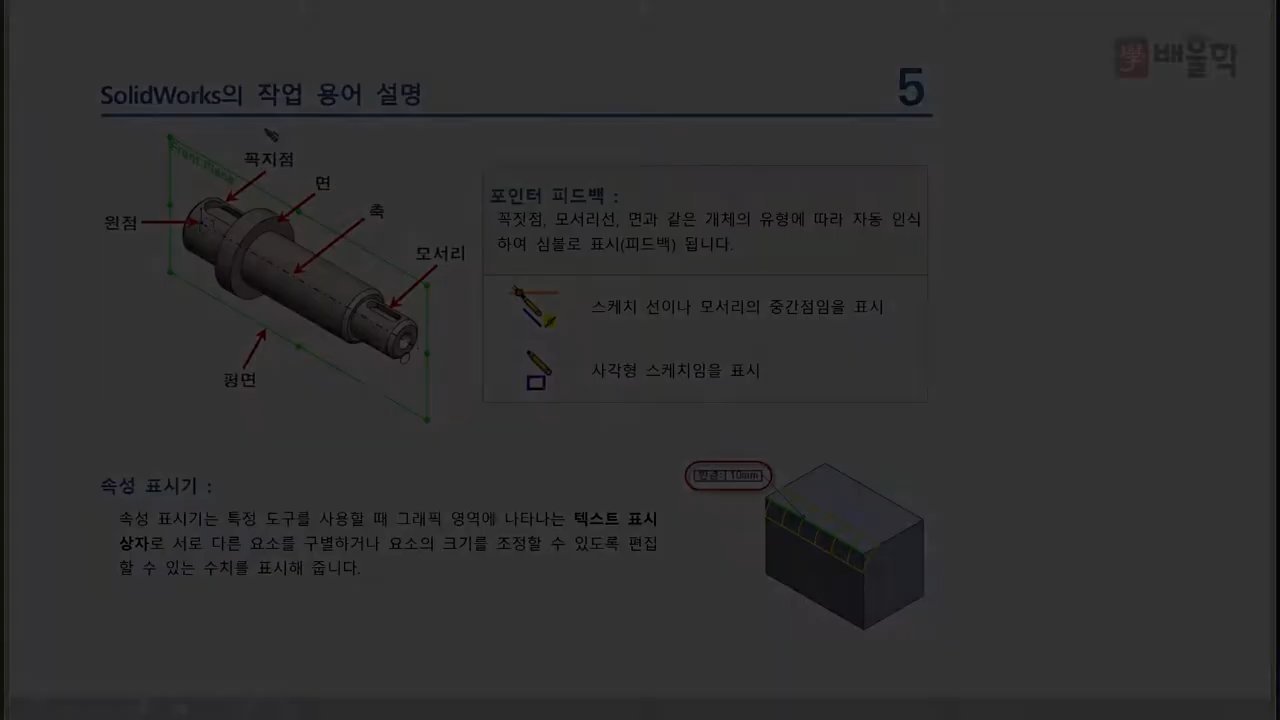 學 배울학
SolidWorks의 작업 용어 설명
5
Front Plane
꼭지점
면
축
원점
모서리
평면
포인터 피드백 :
꼭짓점, 모서리선, 면과 같은 개체의 유형에 따라 자동 인식
하여 심볼로 표시(피드백) 됩니다.
스케치 선이나 모서리의 중간점임을 표시
사각형 스케치임을 표시
속성 표시기 :
속성 표시기는 특정 도구를 사용할 때 그래픽 영역에 나타나는 텍스트 표시
상자로 서로 다른 요소를 구별하거나 요소의 크기를 조정할 수 있도록 편집
할 수 있는 수치를 표시해 줍니다.
반경: 10mm